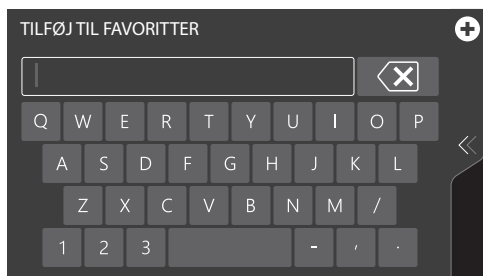 TILFØJ TIL FAVORITTER
Q W E R T Y U I O P
A S D F G H J K L
Z X C V B N M /
1 2 3 - , .